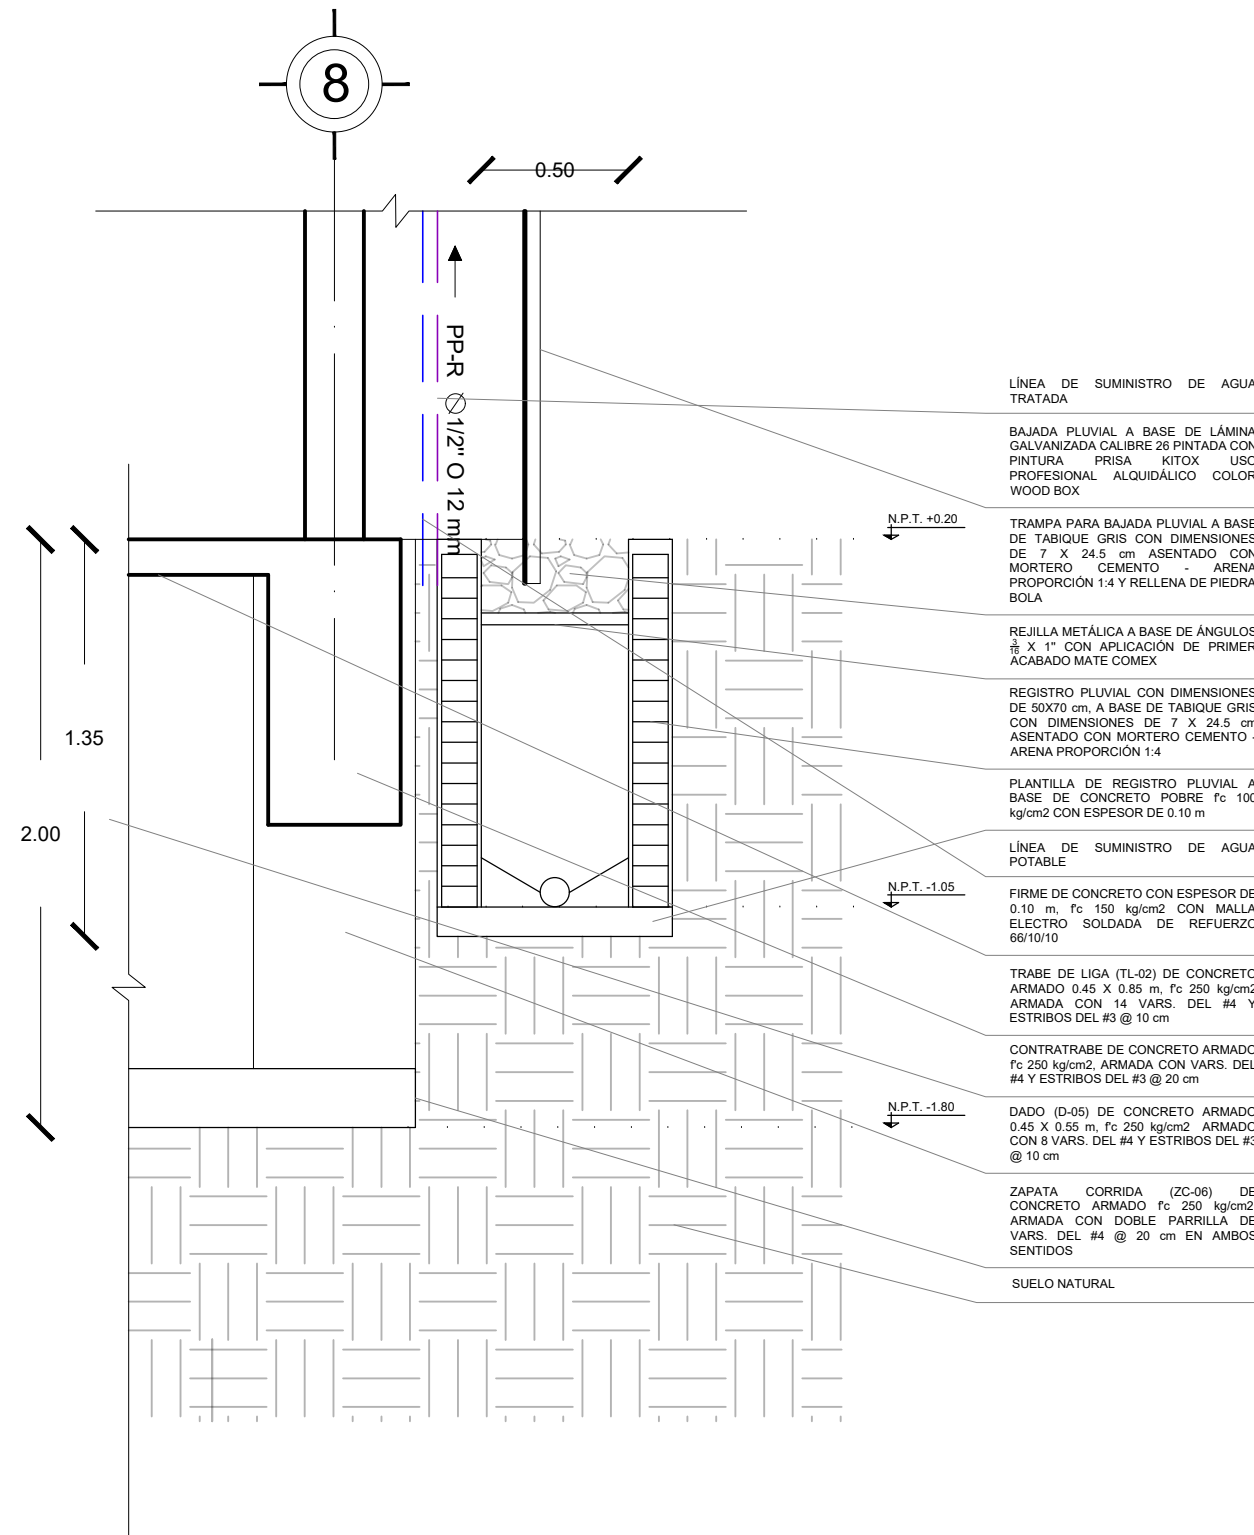 8
0.50
PP-R Ø 1/2" O 12 mm
1.35
2.00
N.P.T. +0.20
N.P.T. -1.05
N.P.T. -1.80
LÍNEA DE SUMINISTRO DE AGUA
TRATADA
BAJADA PLUVIAL A BASE DE LÁMINA
GALVANIZADA CALIBRE 26 PINTADA CON
PINTURA PRISA KITOX USO
PROFESIONAL ALQUIDÁLICO COLOR
WOOD BOX
TRAMPA PARA BAJADA PLUVIAL A BASE
DE TABIQUE GRIS CON DIMENSIONES
DE 7 X 24.5 cm ASENTADO CON
MORTERO CEMENTO - ARENA
PROPORCIÓN 1:4 Y RELLENA DE PIEDRA
BOLA
REJILLA METÁLICA A BASE DE ÁNGULOS
3/16 X 1" CON APLICACIÓN DE PRIMER
ACABADO MATE COMEX
REGISTRO PLUVIAL CON DIMENSIONES
DE 50X70 cm, A BASE DE TABIQUE GRIS
CON DIMENSIONES DE 7 X 24.5 cm
ASENTADO CON MORTERO CEMENTO -
ARENA PROPORCIÓN 1:4
PLANTILLA DE REGISTRO PLUVIAL A
BASE DE CONCRETO POBRE f'c 100
kg/cm2 CON ESPESOR DE 0.10 m
LÍNEA DE SUMINISTRO DE AGUA
POTABLE
FIRME DE CONCRETO CON ESPESOR DE
0.10 m, f'c 150 kg/cm2 CON MALLA
ELECTRO SOLDADA DE REFUERZO
66/10/10
TRABE DE LIGA (TL-02) DE CONCRETO
ARMADO 0.45 X 0.85 m, f'c 250 kg/cm2
ARMADA CON 14 VARS. DEL #4 Y
ESTRIBOS DEL #3 @ 10 cm
CONTRATRABE DE CONCRETO ARMADO
f'c 250 kg/cm2, ARMADA CON VARS. DEL
#4 Y ESTRIBOS DEL #3 @ 20 cm
DADO (D-05) DE CONCRETO ARMADO
0.45 X 0.55 m, f'c 250 kg/cm2 ARMADO
CON 8 VARS. DEL #4 Y ESTRIBOS DEL #3
@ 10 cm
ZAPATA CORRIDA (ZC-06) DE
CONCRETO ARMADO f'c 250 kg/cm2
ARMADA CON DOBLE PARRILLA DE
VARS. DEL #4 @ 20 cm EN AMBOS
SENTIDOS
SUELO NATURAL